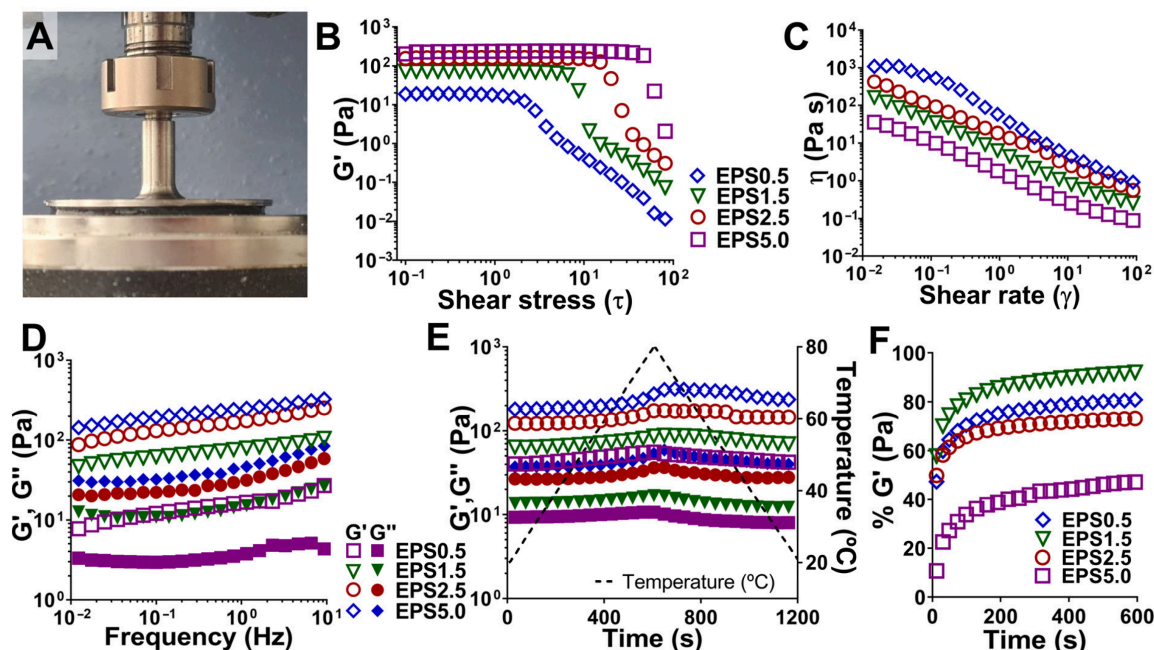 A
B
G' (Pa)
10³
10²
10¹
10⁰
10⁻¹
10⁻²
10⁻³
10⁻¹
10⁰
10¹
10²
Shear stress (τ)
EPS0.5
EPS1.5
EPS2.5
EPS5.0
C
η (Pa s)
10⁴
10³
10²
10¹
10⁰
10⁻¹
10⁻²
10⁻²
10⁻¹
10⁰
10¹
10²
Shear rate (γ)
D
G', G'' (Pa)
10³
10²
10¹
10⁰
10⁻²
10⁻¹
10⁰
10¹
Frequency (Hz)
G' G''
EPS0.5
EPS1.5
EPS2.5
EPS5.0
E
G', G'' (Pa)
10³
10²
10¹
10⁰
0
400
800
1200
Time (s)
80
60
40
20
Temperature (ºC)
Temperature (ºC)
F
% G' (Pa)
100
80
60
40
20
0
0
200
400
600
Time (s)
EPS0.5
EPS1.5
EPS2.5
EPS5.0